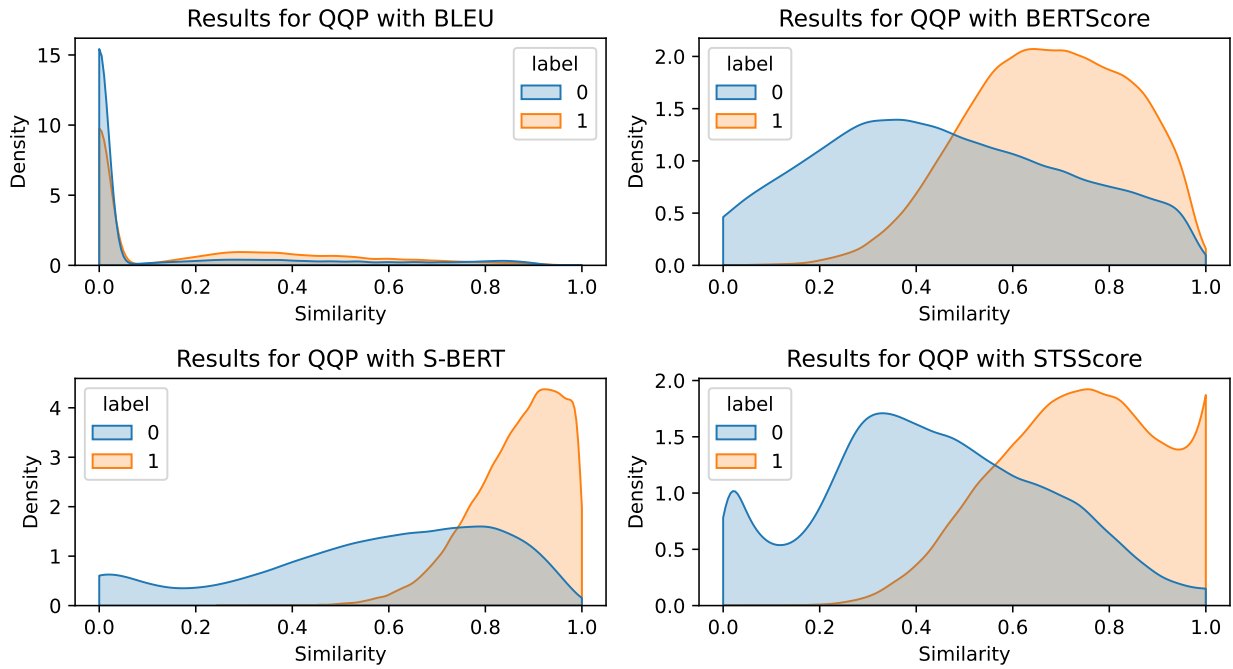 Results for QQP with BLEU
Density
15
10
5
0
label
0
1
0.0 0.2 0.4 0.6 0.8 1.0
Similarity
Results for QQP with BERTScore
Density
2.0
1.5
1.0
0.5
0.0
label
0
1
0.0 0.2 0.4 0.6 0.8 1.0
Similarity
Results for QQP with S-BERT
Density
4
3
2
1
0
label
0
1
0.0 0.2 0.4 0.6 0.8 1.0
Similarity
Results for QQP with STSScore
Density
2.0
1.5
1.0
0.5
0.0
label
0
1
0.0 0.2 0.4 0.6 0.8 1.0
Similarity